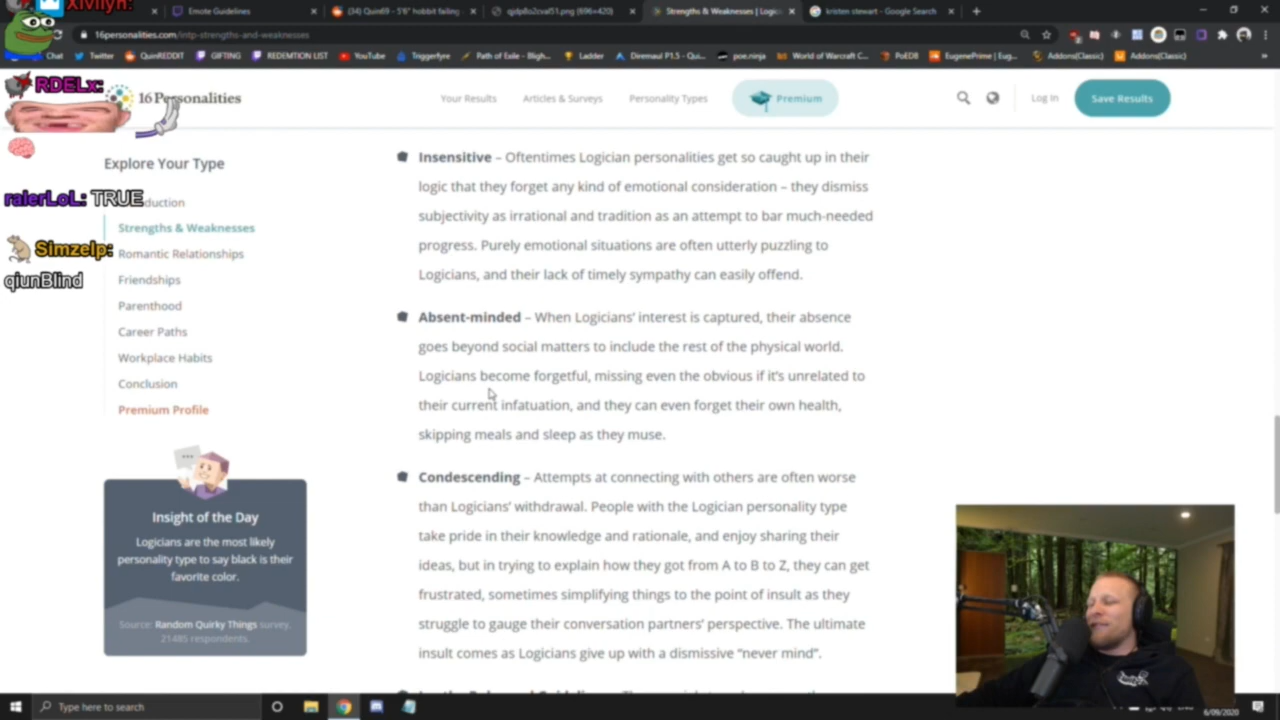 Xivilyn:
Emote Guidelines
(34) Quin69 - 5'6" hobbit failing
qjdp8o2cval51.png (896×420)
Strengths & Weaknesses | Logic
kristen stewart - Google Search
16personalities.com/intp-strengths-and-weaknesses
Chat
Twitter
QuinREDDIT
GIFTING
REDEMTION LIST
YouTube
Triggerfyre
Path of Exile - Bligh...
Ladder
Diremaul P1.5 - Qui...
poe.ninja
World of Warcraft C...
PoEDB
EugenePrime | Eug...
Addons(Classic)
Addons(Classic)
RDELx:
16 Personalities
Your Results
Articles & Surveys
Personality Types
Premium
Log In
Save Results
Explore Your Type
raierLoL: TRUE
Strengths & Weaknesses
Simzelp:
qiunBlind
Romantic Relationships
Friendships
Parenthood
Career Paths
Workplace Habits
Conclusion
Premium Profile
Insight of the Day
Logicians are the most likely
personality type to say black is their
favorite color.
Source: Random Quirky Things survey,
21485 respondents.
Insensitive – Oftentimes Logician personalities get so caught up in their
logic that they forget any kind of emotional consideration – they dismiss
subjectivity as irrational and tradition as an attempt to bar much-needed
progress. Purely emotional situations are often utterly puzzling to
Logicians, and their lack of timely sympathy can easily offend.
Absent-minded – When Logicians' interest is captured, their absence
goes beyond social matters to include the rest of the physical world.
Logicians become forgetful, missing even the obvious if it's unrelated to
their current infatuation, and they can even forget their own health,
skipping meals and sleep as they muse.
Condescending – Attempts at connecting with others are often worse
than Logicians' withdrawal. People with the Logician personality type
take pride in their knowledge and rationale, and enjoy sharing their
ideas, but in trying to explain how they got from A to B to Z, they can get
frustrated, sometimes simplifying things to the point of insult as they
struggle to gauge their conversation partners' perspective. The ultimate
insult comes as Logicians give up with a dismissive "never mind".
Type here to search
6/09/2020